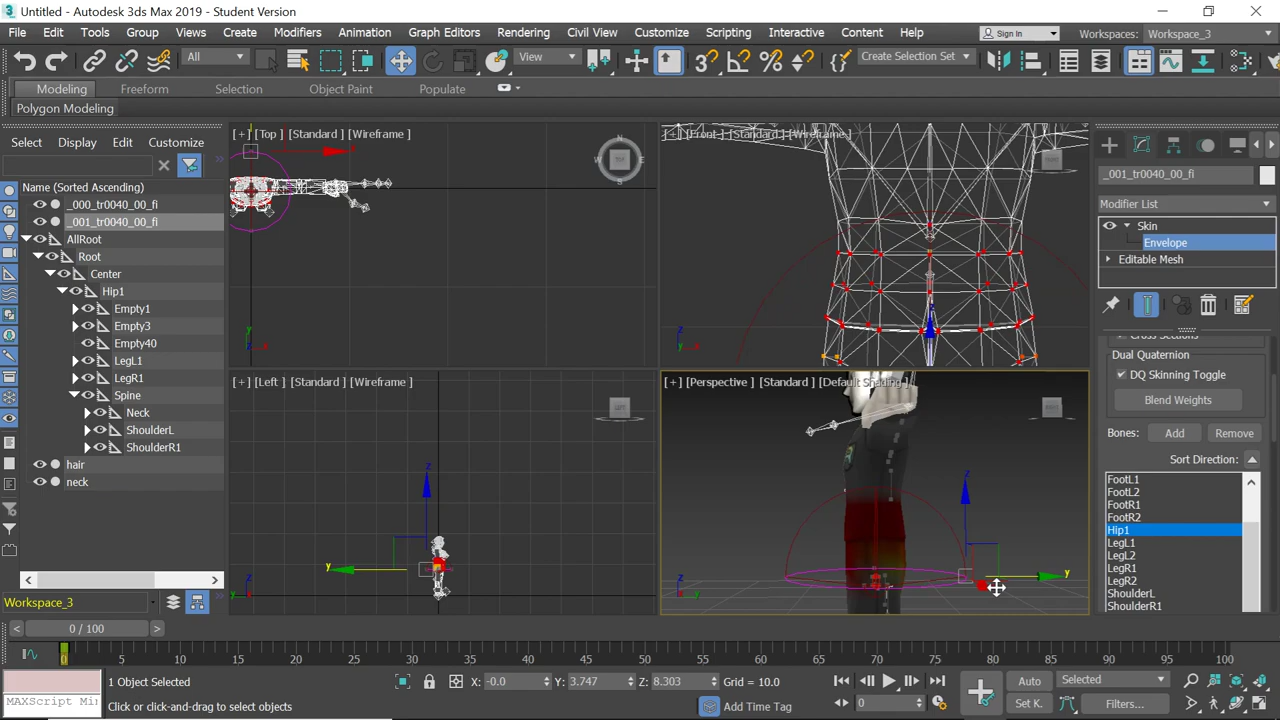 Untitled - Autodesk 3ds Max 2019 - Student Version
File Edit Tools Group Views Create Modifiers Animation Graph Editors Rendering Civil View Customize Scripting Interactive Content Help Sign In Workspaces: Workspace_3
All View Create Selection Set
Modeling Freeform Selection Object Paint Populate
Polygon Modeling
Select Display Edit Customize
Name (Sorted Ascending)
_000_tr0040_00_fi
_001_tr0040_00_fi
AllRoot
Root
Center
Hip1
Empty1
Empty3
Empty40
LegL1
LegR1
Spine
Neck
ShoulderL
ShoulderR1
hair
neck
Workspace_3
[+] [Top] [Standard] [Wireframe]
[+] [Front] [Standard] [Wireframe]
[+] [Left] [Standard] [Wireframe]
[+] [Perspective] [Standard] [Default Shading]
_001_tr0040_00_fi
Modifier List
Skin
Envelope
Editable Mesh
Cross Sections
Dual Quaternion
DQ Skinning Toggle
Blend Weights
Bones: Add Remove
Sort Direction:
FootL1
FootL2
FootR1
FootR2
Hip1
LegL1
LegL2
LegR1
LegR2
ShoulderL
ShoulderR1
0 / 100
0 5 10 15 20 25 30 35 40 45 50 55 60 65 70 75 80 85 90 95 100
1 Object Selected X: -0.0 Y: 3.747 Z: 8.303 Grid = 10.0 Auto Selected
MAXScript Mi Click or click-and-drag to select objects Add Time Tag 0 Set K. Filters...